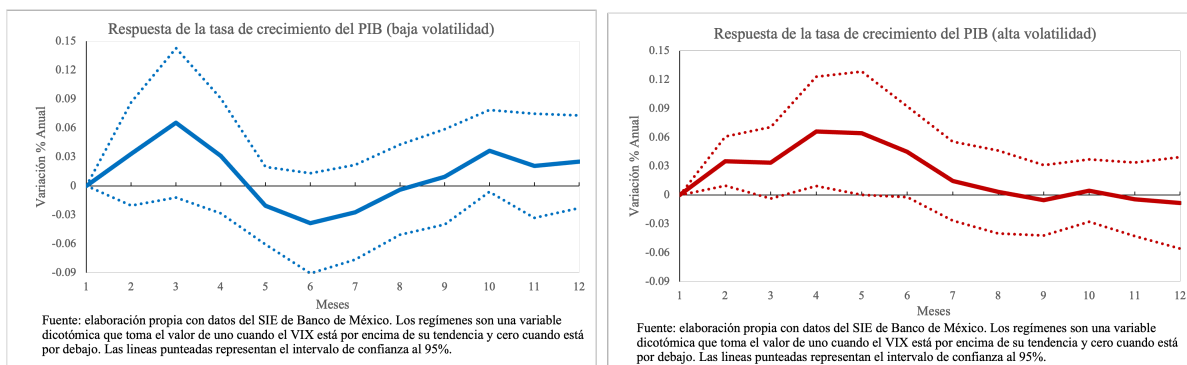 Respuesta de la tasa de crecimiento del PIB (baja volatilidad)
Variación % Anual
0.15
0.12
0.09
0.06
0.03
0
-0.03
-0.06
-0.09
1 2 3 4 5 6 7 8 9 10 11 12
Meses
Fuente: elaboración propia con datos del SIE de Banco de México. Los regímenes son una variable
dicotómica que toma el valor de uno cuando el VIX está por encima de su tendencia y cero cuando está
por debajo. Las lineas punteadas representan el intervalo de confianza al 95%.
Respuesta de la tasa de crecimiento del PIB (alta volatilidad)
Variación % Anual
0.15
0.12
0.09
0.06
0.03
0
-0.03
-0.06
-0.09
1 2 3 4 5 6 7 8 9 10 11 12
Meses
Fuente: elaboración propia con datos del SIE de Banco de México. Los regímenes son una variable
dicotómica que toma el valor de uno cuando el VIX está por encima de su tendencia y cero cuando está
por debajo. Las lineas punteadas representan el intervalo de confianza al 95%.